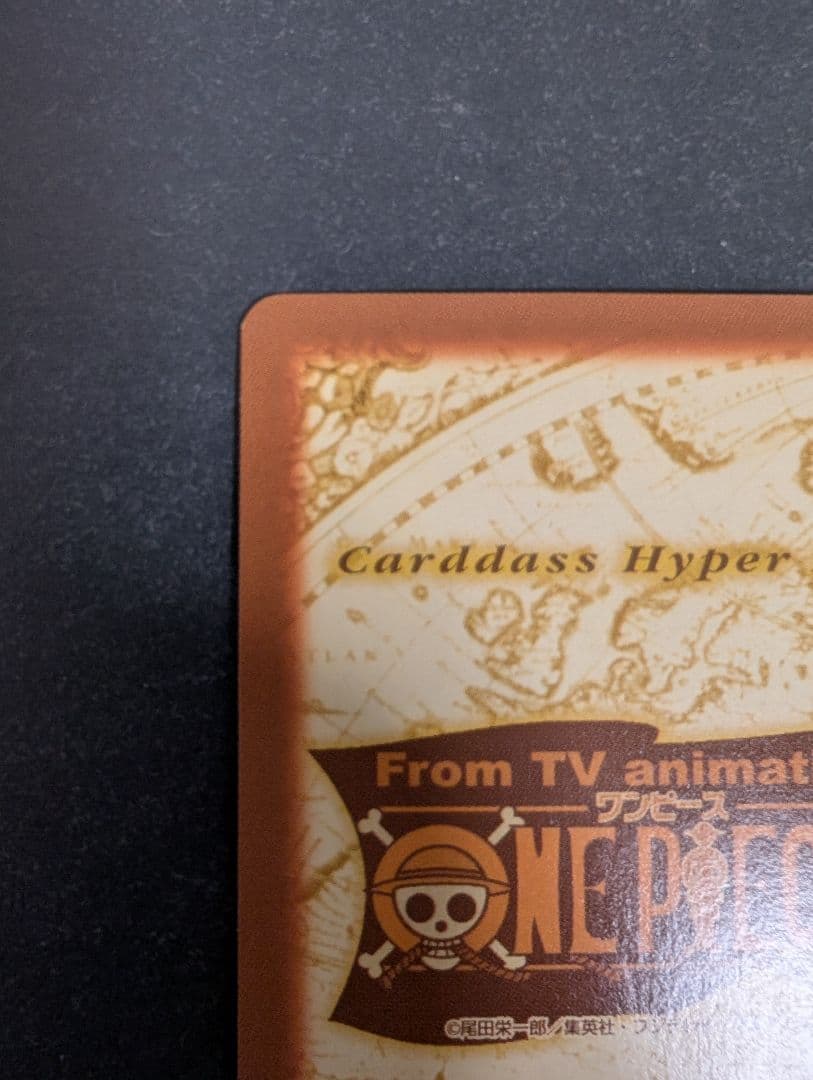 Carddass Hyper
From TV animat
ワンピース
ONE PIEC
©尾田栄一郎／集英社・フジテレ